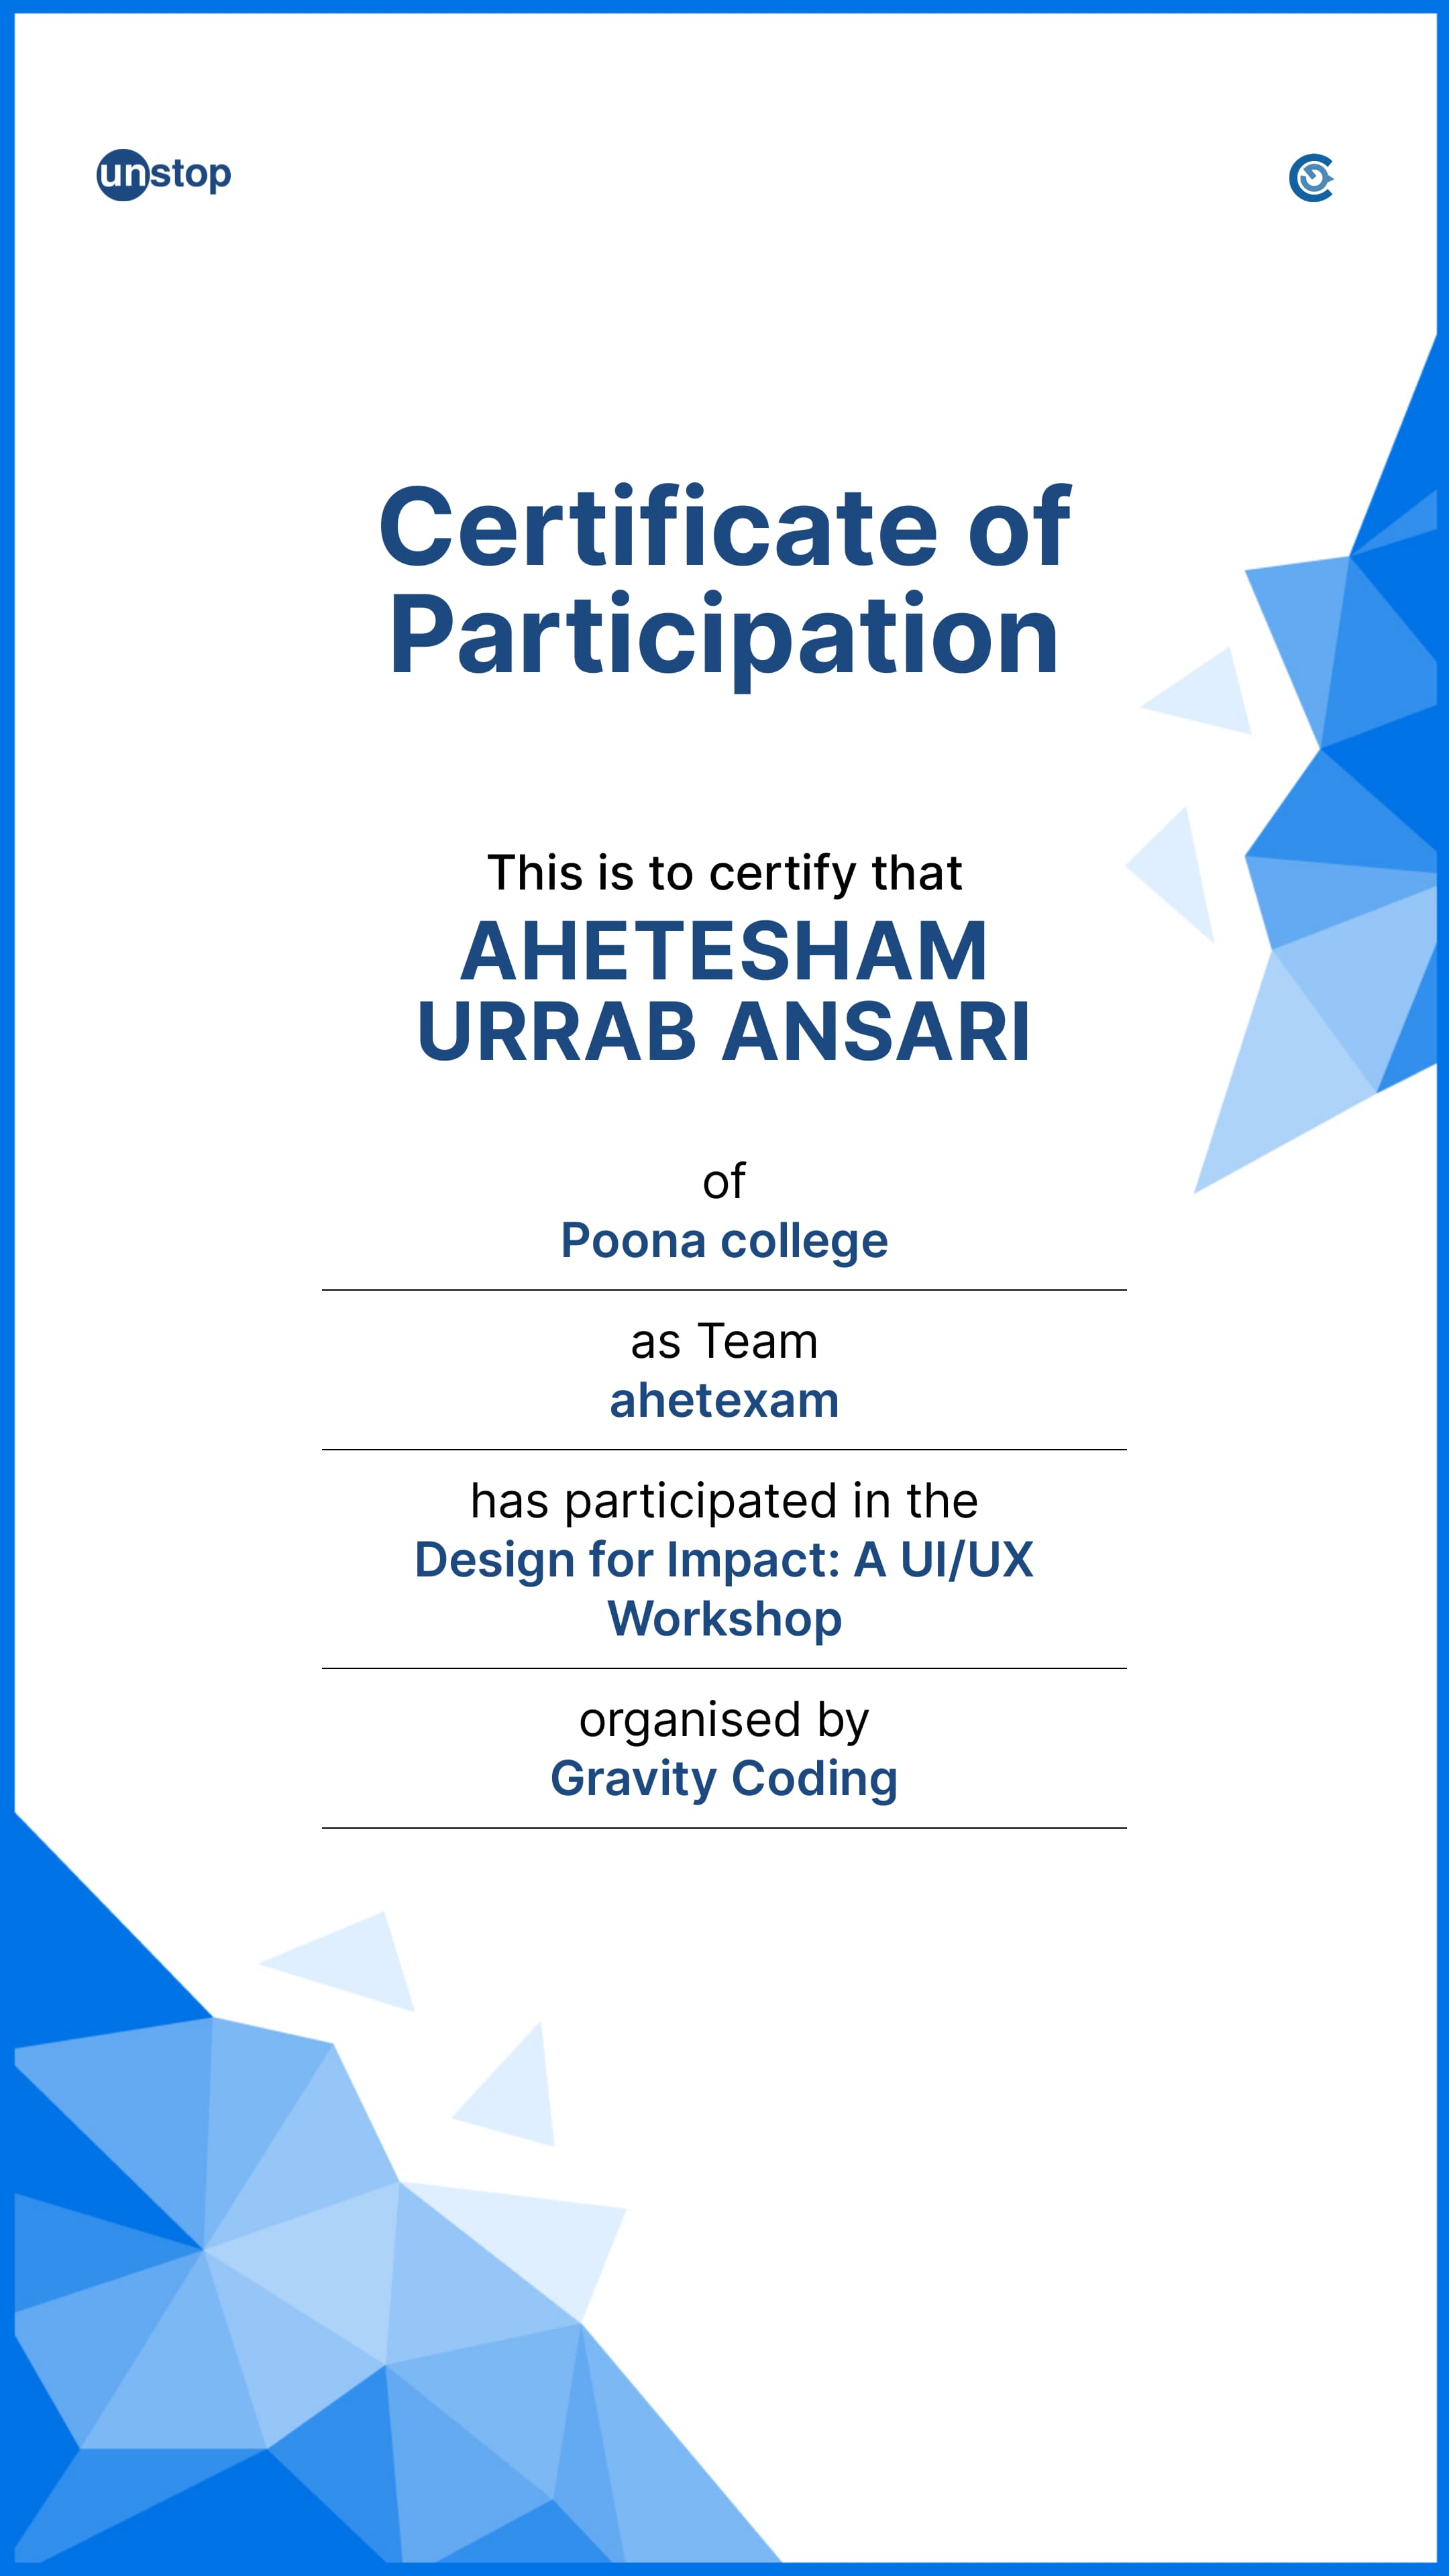 unstop
Certificate of
Participation
This is to certify that
AHETESHAM
URRAB ANSARI
of
Poona college
as Team
ahetexam
has participated in the
Design for Impact: A UI/UX
Workshop
organised by
Gravity Coding